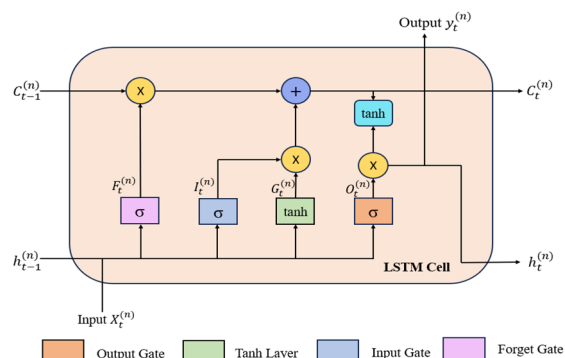 Output $y_t^{(n)}$
$C_{t-1}^{(n)}$ x + $C_t^{(n)}$
tanh
x x
$F_t^{(n)}$ $I_t^{(n)}$ $G_t^{(n)}$ $O_t^{(n)}$
σ σ tanh σ
$h_{t-1}^{(n)}$ $h_t^{(n)}$
LSTM Cell
Input $X_t^{(n)}$
Output Gate Tanh Layer Input Gate Forget Gate